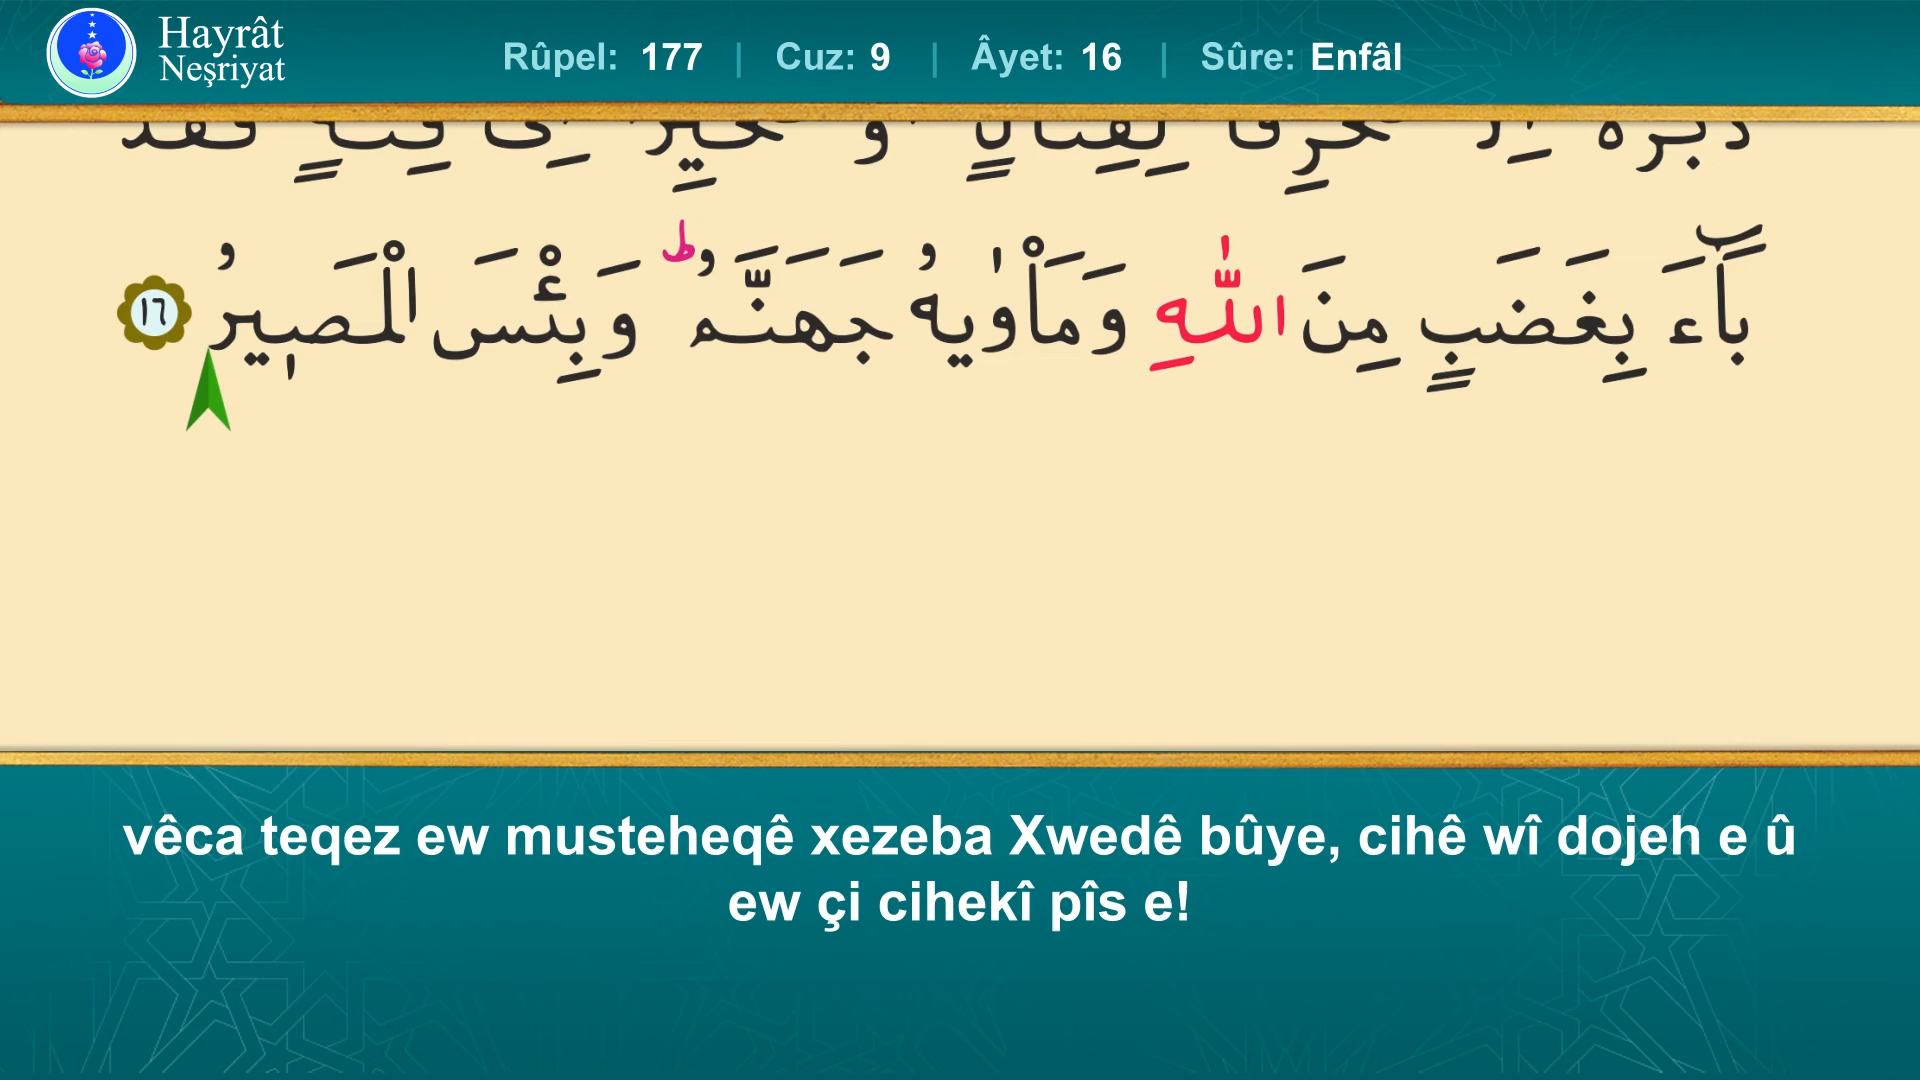 Hayrât
Neşriyat
Rûpel: 177 | Cuz: 9 | Âyet: 16 | Sûre: Enfâl
بَٓاءَ بِغَضَبٍ مِنَ اللّٰهِ وَمَأْوٰيهُ جَهَنَّمُ ۜ وَبِئْسَ الْمَص۪يرُ ١٦
vêca teqez ew musteheqê xezeba Xwedê bûye, cihê wî dojeh e û
ew çi cihekî pîs e!